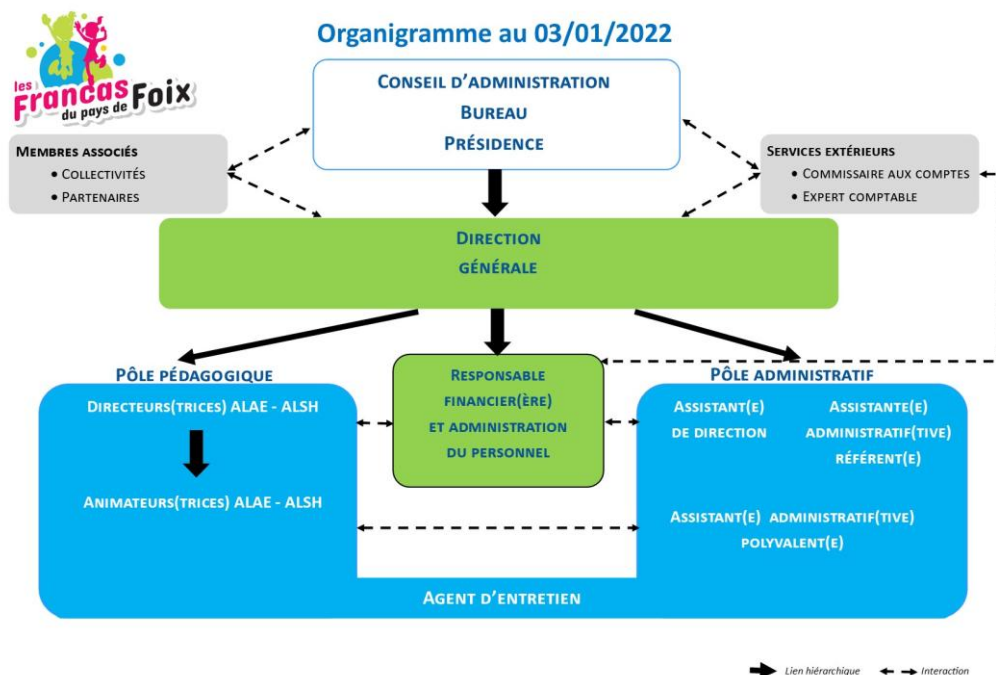 les
Francas
du pays de Foix
Organigramme au 03/01/2022
CONSEIL D’ADMINISTRATION
BUREAU
PRÉSIDENCE
MEMBRES ASSOCIÉS
• COLLECTIVITÉS
• PARTENAIRES
SERVICES EXTÉRIEURS
• COMMISSAIRE AUX COMPTES
• EXPERT COMPTABLE
DIRECTION
GÉNÉRALE
PÔLE PÉDAGOGIQUE
DIRECTEURS(TRICES) ALAE - ALSH
ANIMATEURS(TRICES) ALAE - ALSH
RESPONSABLE
FINANCIER(ÈRE)
ET ADMINISTRATION
DU PERSONNEL
PÔLE ADMINISTRATIF
ASSISTANT(E)
DE DIRECTION
ASSISTANTE(E)
ADMINISTRATIF(TIVE)
RÉFÉRENT(E)
ASSISTANT(E) ADMINISTRATIF(TIVE)
POLYVALENT(E)
AGENT D’ENTRETIEN
Lien hiérarchique
Interaction